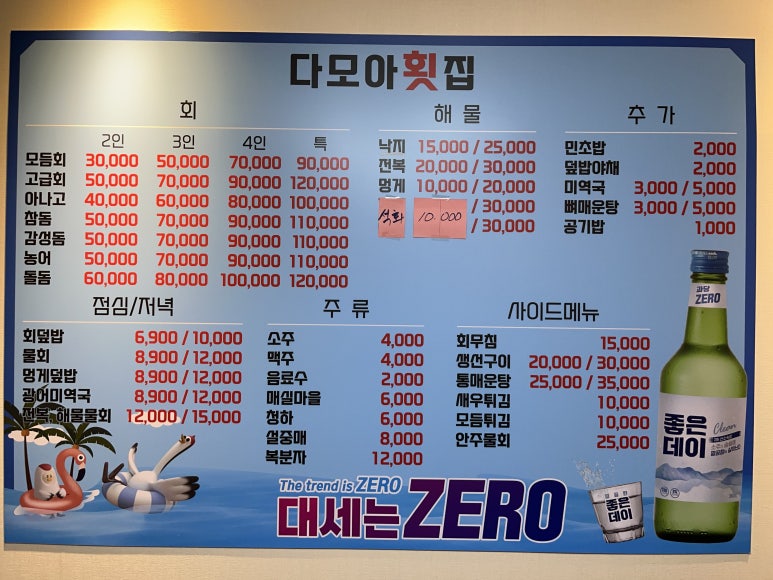 다모아횟집
회
2인 3인 4인 특
모듬회 30,000 50,000 70,000 90,000
고급회 50,000 70,000 90,000 120,000
아나고 40,000 60,000 80,000 100,000
참돔 50,000 70,000 90,000 110,000
감성돔 50,000 70,000 90,000 110,000
농어 50,000 70,000 90,000 110,000
돌돔 60,000 80,000 100,000 120,000
해물
낙지 15,000 / 25,000
전복 20,000 / 30,000
멍게 10,000 / 20,000
/ 30,000
석화 10.000
/ 30,000
추가
민초밥 2,000
덮밥야채 2,000
미역국 3,000 / 5,000
뼈매운탕 3,000 / 5,000
공기밥 1,000
점심/저녁
회덮밥 6,900 / 10,000
물회 8,900 / 12,000
멍게덮밥 8,900 / 12,000
광어미역국 8,900 / 12,000
전복 해물물회 12,000 / 15,000
주류
소주 4,000
맥주 4,000
음료수 2,000
매실마을 6,000
청하 6,000
설중매 8,000
복분자 12,000
사이드메뉴
회무침 15,000
생선구이 20,000 / 30,000
통매운탕 25,000 / 35,000
새우튀김 10,000
모듬튀김 10,000
안주물회 25,000
과당
ZERO
좋은
데이
Clean
The trend is ZERO
대세는 ZERO
좋은
데이